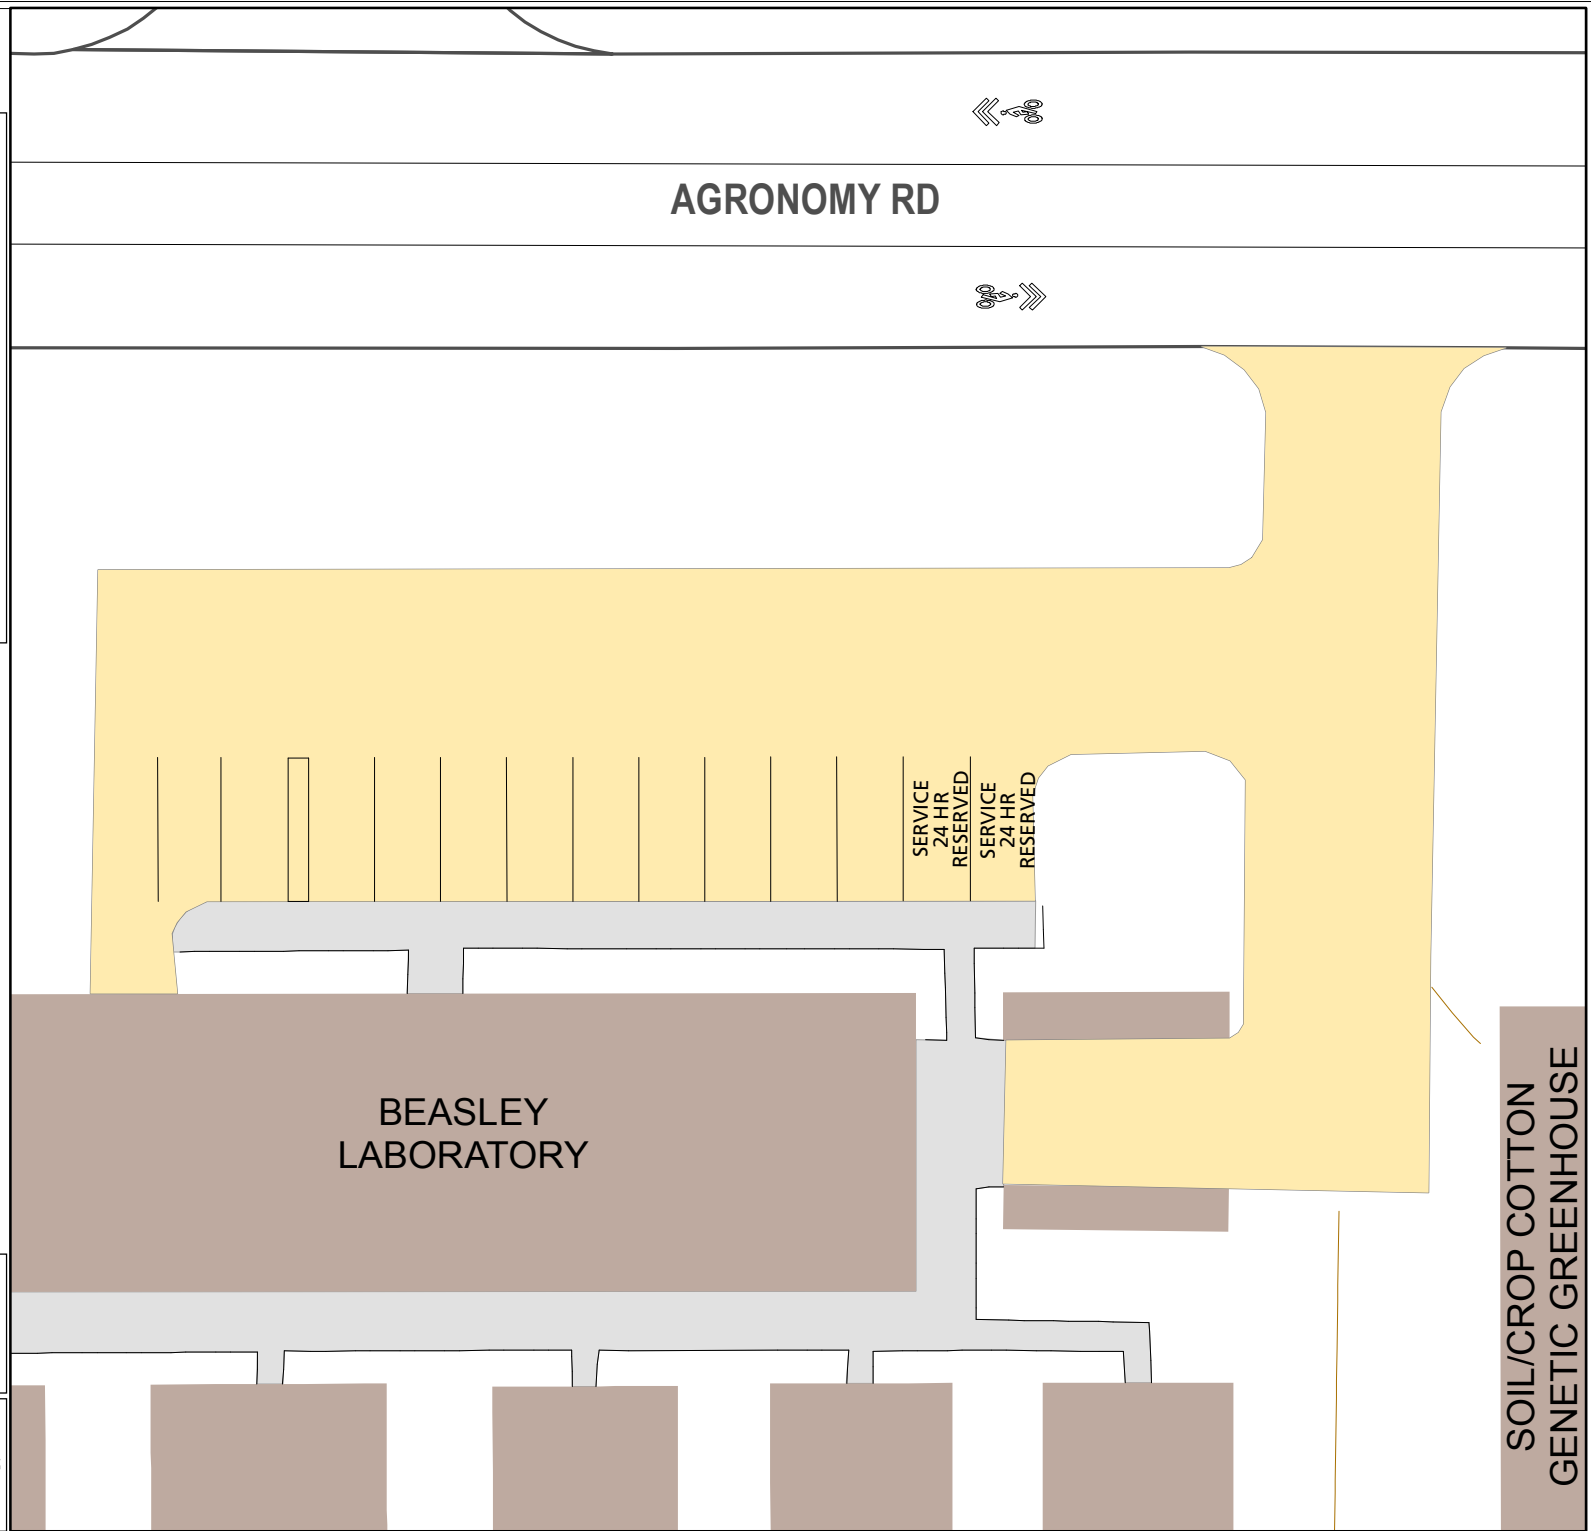 AGRONOMY RD
SERVICE
24 HR
RESERVED
SERVICE
24 HR
RESERVED
BEASLEY
LABORATORY
SOIL/CROP COTTON
GENETIC GREENHOUSE